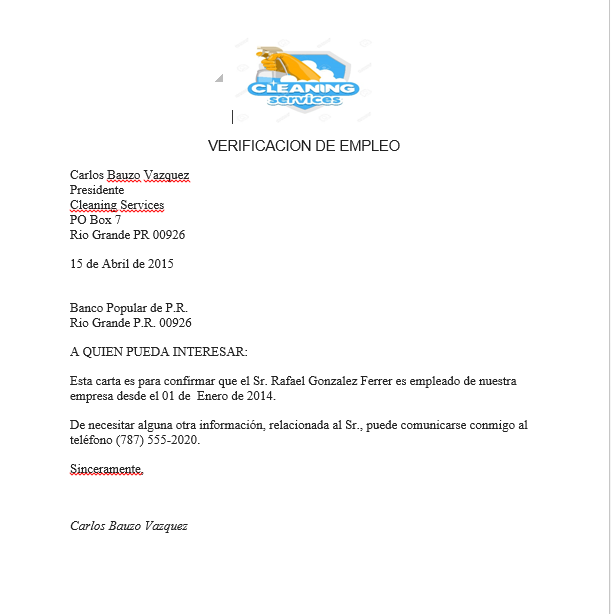 CLEANING
services
VERIFICACION DE EMPLEO
Carlos Bauzo Vazquez
Presidente
Cleaning Services
PO Box 7
Rio Grande PR 00926
15 de Abril de 2015
Banco Popular de P.R.
Rio Grande P.R. 00926
A QUIEN PUEDA INTERESAR:
Esta carta es para confirmar que el Sr. Rafael Gonzalez Ferrer es empleado de nuestra
empresa desde el 01 de  Enero de 2014.
De necesitar alguna otra información, relacionada al Sr., puede comunicarse conmigo al
teléfono (787) 555-2020.
Sinceramente,
Carlos Bauzo Vazquez